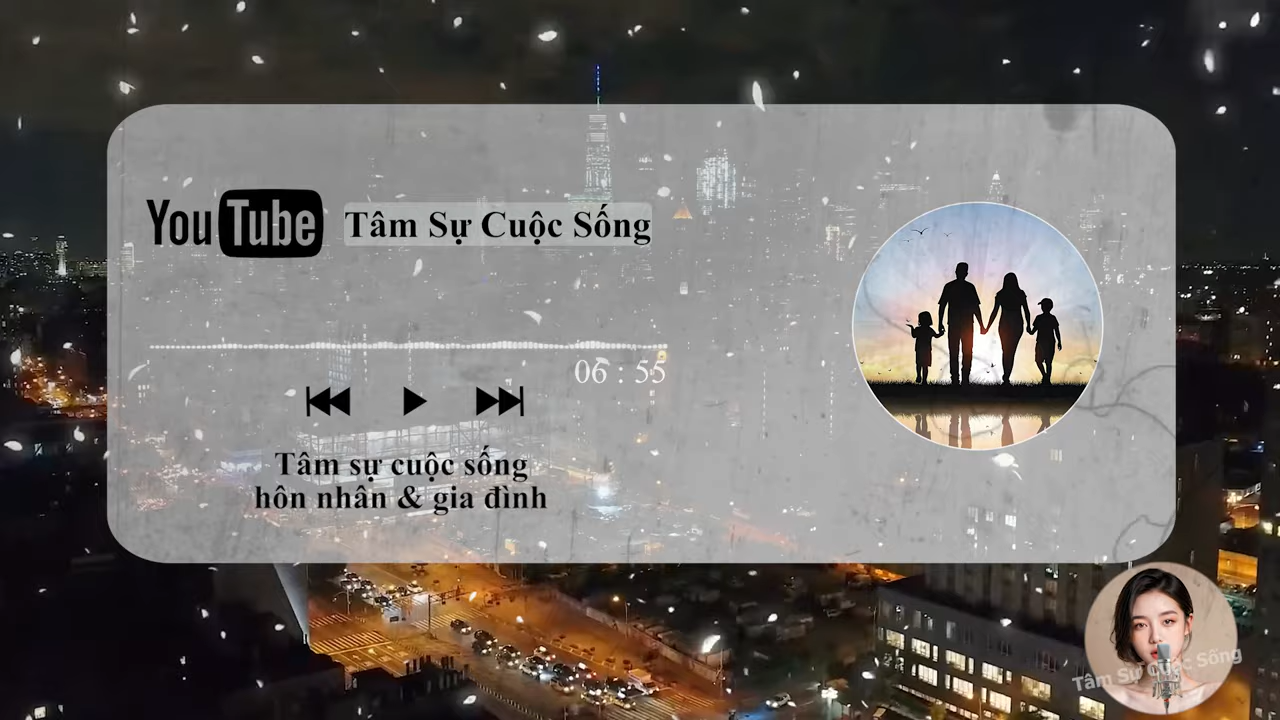 YouTube Tâm Sự Cuộc Sống
06 : 55
Tâm sự cuộc sống
hôn nhân & gia đình
Tâm Sự Cuộc Sống